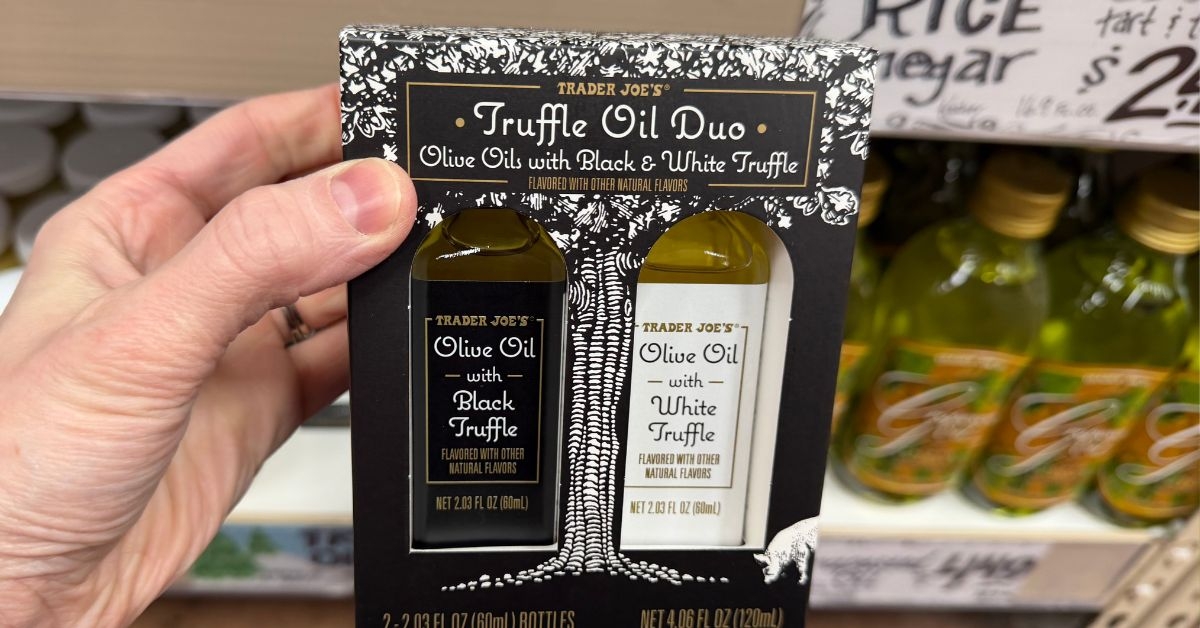 TRADER JOE'S®
• Truffle Oil Duo •
Olive Oils with Black & White Truffle
FLAVORED WITH OTHER NATURAL FLAVORS
TRADER JOE'S®
Olive Oil
— with —
Black
Truffle
FLAVORED WITH OTHER
NATURAL FLAVORS
NET 2.03 FL OZ (60mL)
TRADER JOE'S®
Olive Oil
— with —
White
Truffle
FLAVORED WITH OTHER
NATURAL FLAVORS
NET 2.03 FL OZ (60mL)
2 - 2.03 FL OZ (60mL) BOTTLES
NET 4.06 FL OZ (120mL)
RICE
tart &
$2.